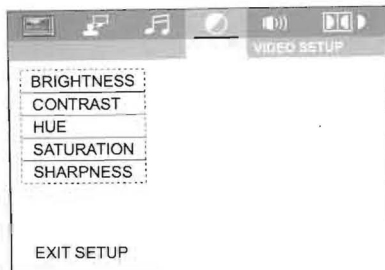 VIDEO SETUP
BRIGHTNESS
CONTRAST
HUE
SATURATION
SHARPNESS
EXIT SETUP